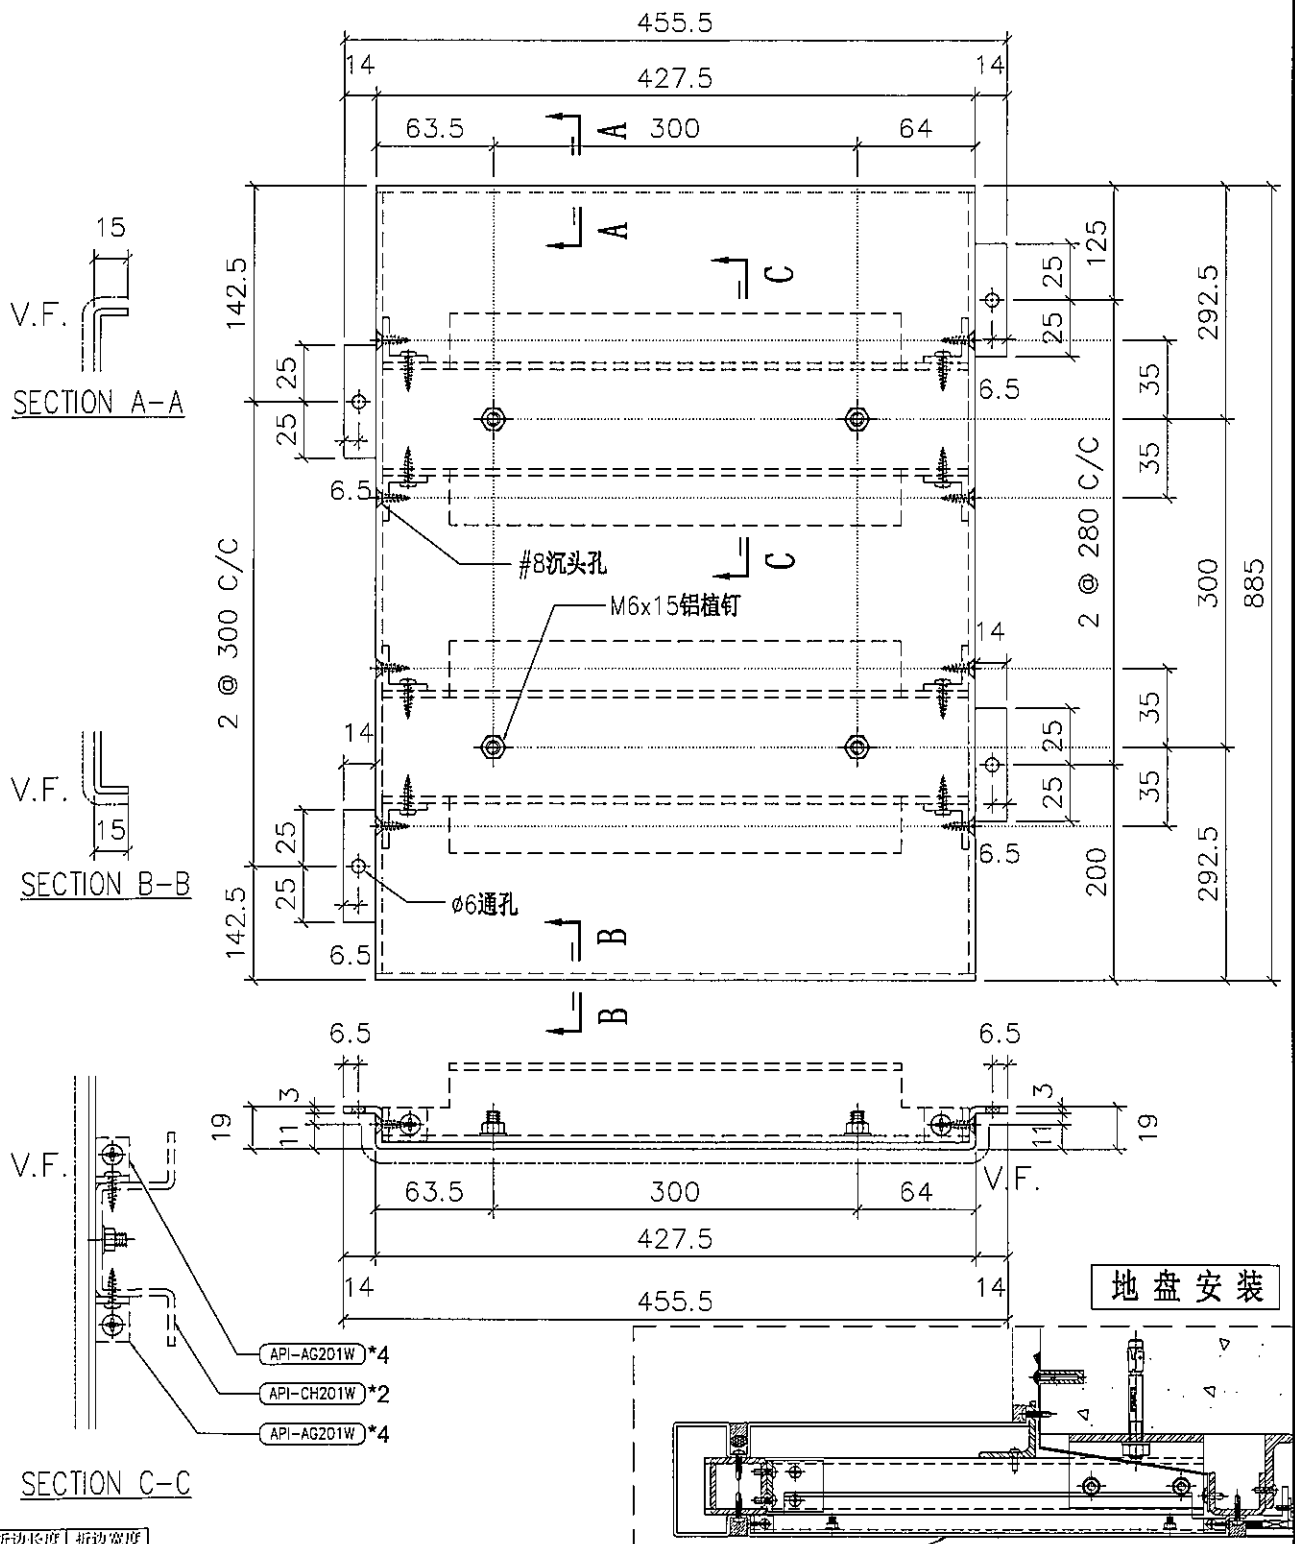 455.5
14
427.5
14
63.5
A
300
64
A
C
15
V.F.
SECTION A-A
142.5
25
25
6.5
2 @ 300 C/C
125
25
25
292.5
6.5
35
35
2 @ 280 C/C
#8沉头孔
C
M6x15铝植钉
300
885
14
14
V.F.
15
SECTION B-B
25
25
142.5
6.5
ø6通孔
B
B
25
25
35
35
6.5
200
292.5
6.5
6.5
19
3
11
3
11
19
V.F.
V.F.
63.5
300
64
427.5
14
14
455.5
地盘安装
API-AG201W *4
API-CH201W *2
API-AG201W *4
SECTION C-C
折边宽度